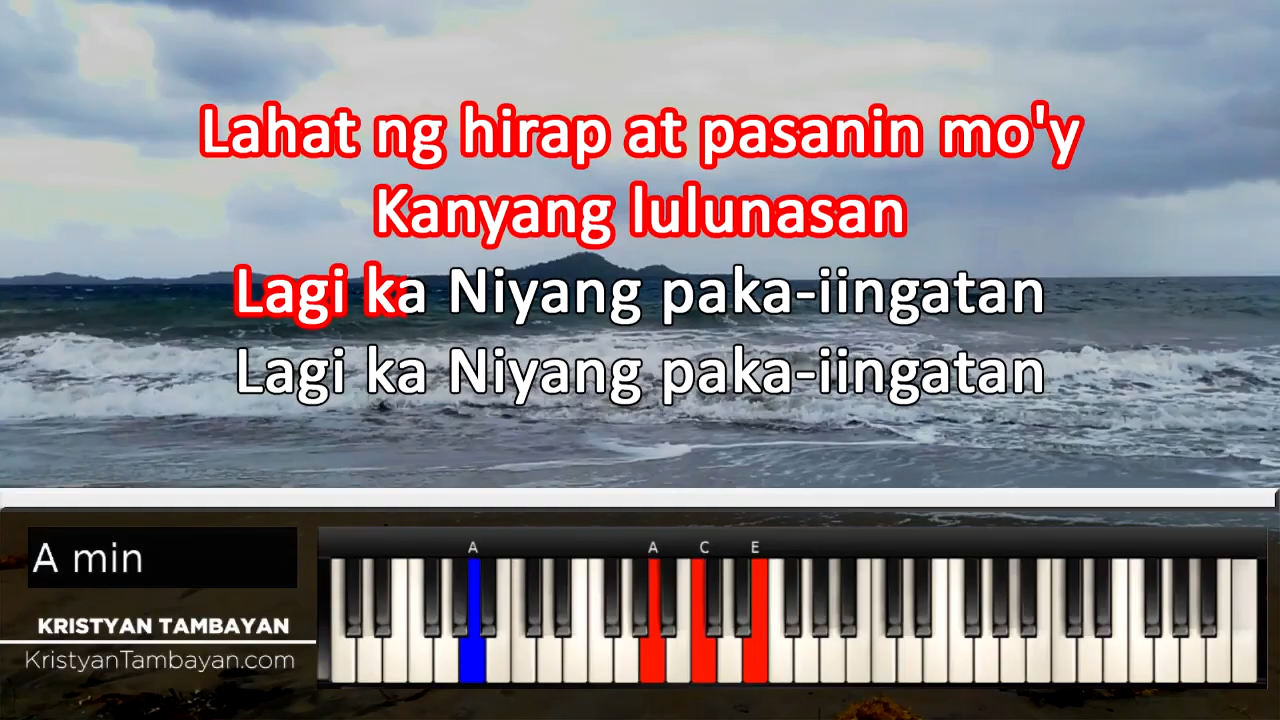 Lahat ng hirap at pasanin mo'y
Kanyang lulunasan
Lagi ka Niyang paka-iingatan
Lagi ka Niyang paka-iingatan
A min
A A C E
KRISTYAN TAMBAYAN
KristyanTambayan.com